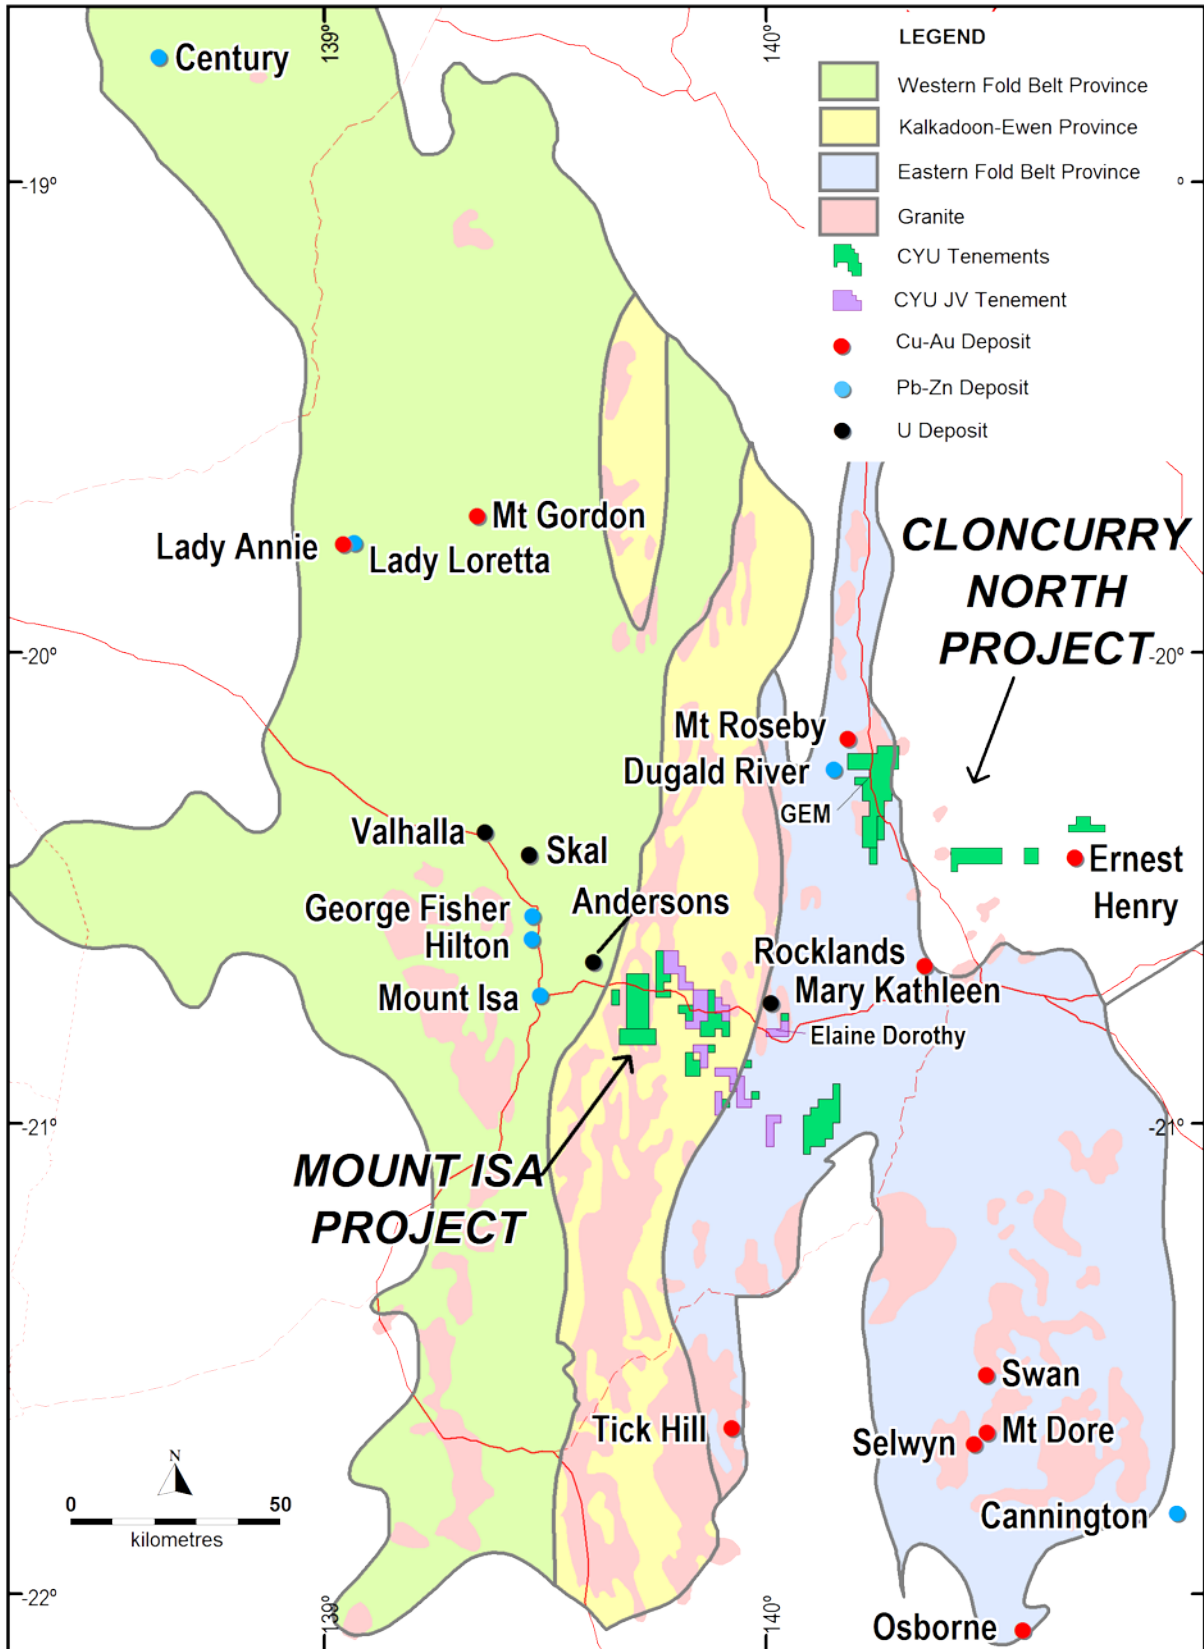 139°
140°
LEGEND
Century
Western Fold Belt Province
Kalkadoon-Ewen Province
Eastern Fold Belt Province
-19°
°
Granite
CYU Tenements
CYU JV Tenement
Cu-Au Deposit
Pb-Zn Deposit
U Deposit
Mt Gordon
Lady Annie
Lady Loretta
CLONCURRY
NORTH
PROJECT
-20°
-20°
Mt Roseby
Dugald River
GEM
Valhalla
Skal
Ernest
Henry
Andersons
George Fisher
Hilton
Rocklands
Mount Isa
Mary Kathleen
Elaine Dorothy
-21°
-21°
MOUNT ISA
PROJECT
Swan
Tick Hill
Mt Dore
Selwyn
N
0 50
kilometres
Cannington
-22°
139°
140°
Osborne